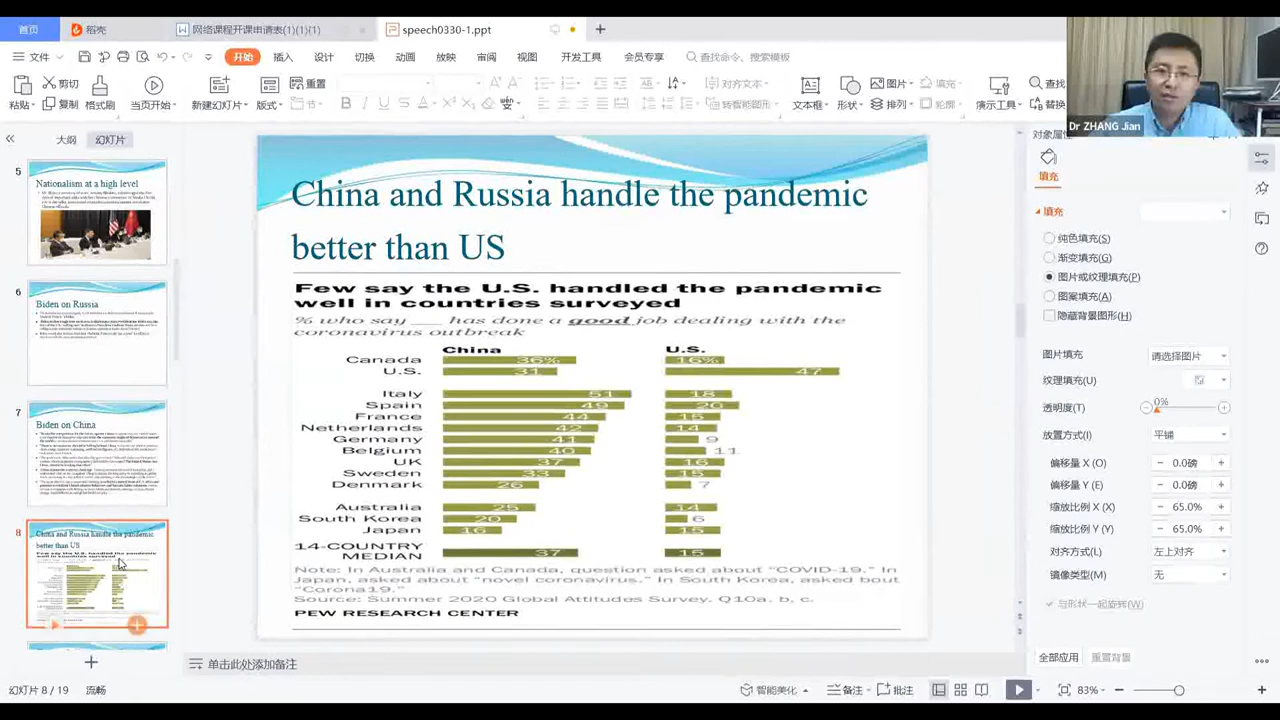 首页
稻壳
网络课程开课申请表(1)(1)(1)
speech0330-1.ppt
文件
开始
插入
设计
切换
动画
放映
审阅
视图
开发工具
会员专享
查找命令、搜索模板
粘贴
剪切
复制
格式刷
当页开始
新建幻灯片
版式
重置
节
B I U S A X² X₂
对齐文本
转智能图形
文本框
形状
图片
排列
填充
轮廓
演示工具
查找
替换
Dr ZHANG Jian
大纲
幻灯片
5
Nationalism at a high level
6
Biden on Russia
7
Biden on China
8
China and Russia handle the pandemic
better than US
China and Russia handle the pandemic
better than US
Few say the U.S. handled the pandemic
well in countries surveyed
% who say ___ has done a good job dealing with the
coronavirus outbreak
China U.S.
Canada 36% 16%
U.S. 31 47
Italy 51 18
Spain 49 20
France 44 15
Netherlands 42 14
Germany 41 9
Belgium 40 11
UK 37 16
Sweden 33 15
Denmark 26 7
Australia 25 14
South Korea 20 6
Japan 16 15
14-COUNTRY
MEDIAN 37 15
Note: In Australia and Canada, question asked about "COVID-19." In
Japan, asked about "novel coronavirus." In South Korea, asked about
"Corona19."
Source: Summer 2020 Global Attitudes Survey. Q10
PEW RESEARCH CENTER
对象属性
填充
填充
纯色填充(S)
渐变填充(G)
图片或纹理填充(P)
图案填充(A)
隐藏背景图形(H)
图片填充 请选择图片
纹理填充(U)
透明度(T) 0%
放置方式(I) 平铺
偏移量 X (O) － 0.0磅 +
偏移量 Y (E) － 0.0磅 +
缩放比例 X (X) － 65.0% +
缩放比例 Y (Y) － 65.0% +
对齐方式(L) 左上对齐
镜像类型(M) 无
与形状一起旋转(W)
全部应用 重置背景
单击此处添加备注
幻灯片 8 / 19
流畅
智能美化
备注
批注
83%